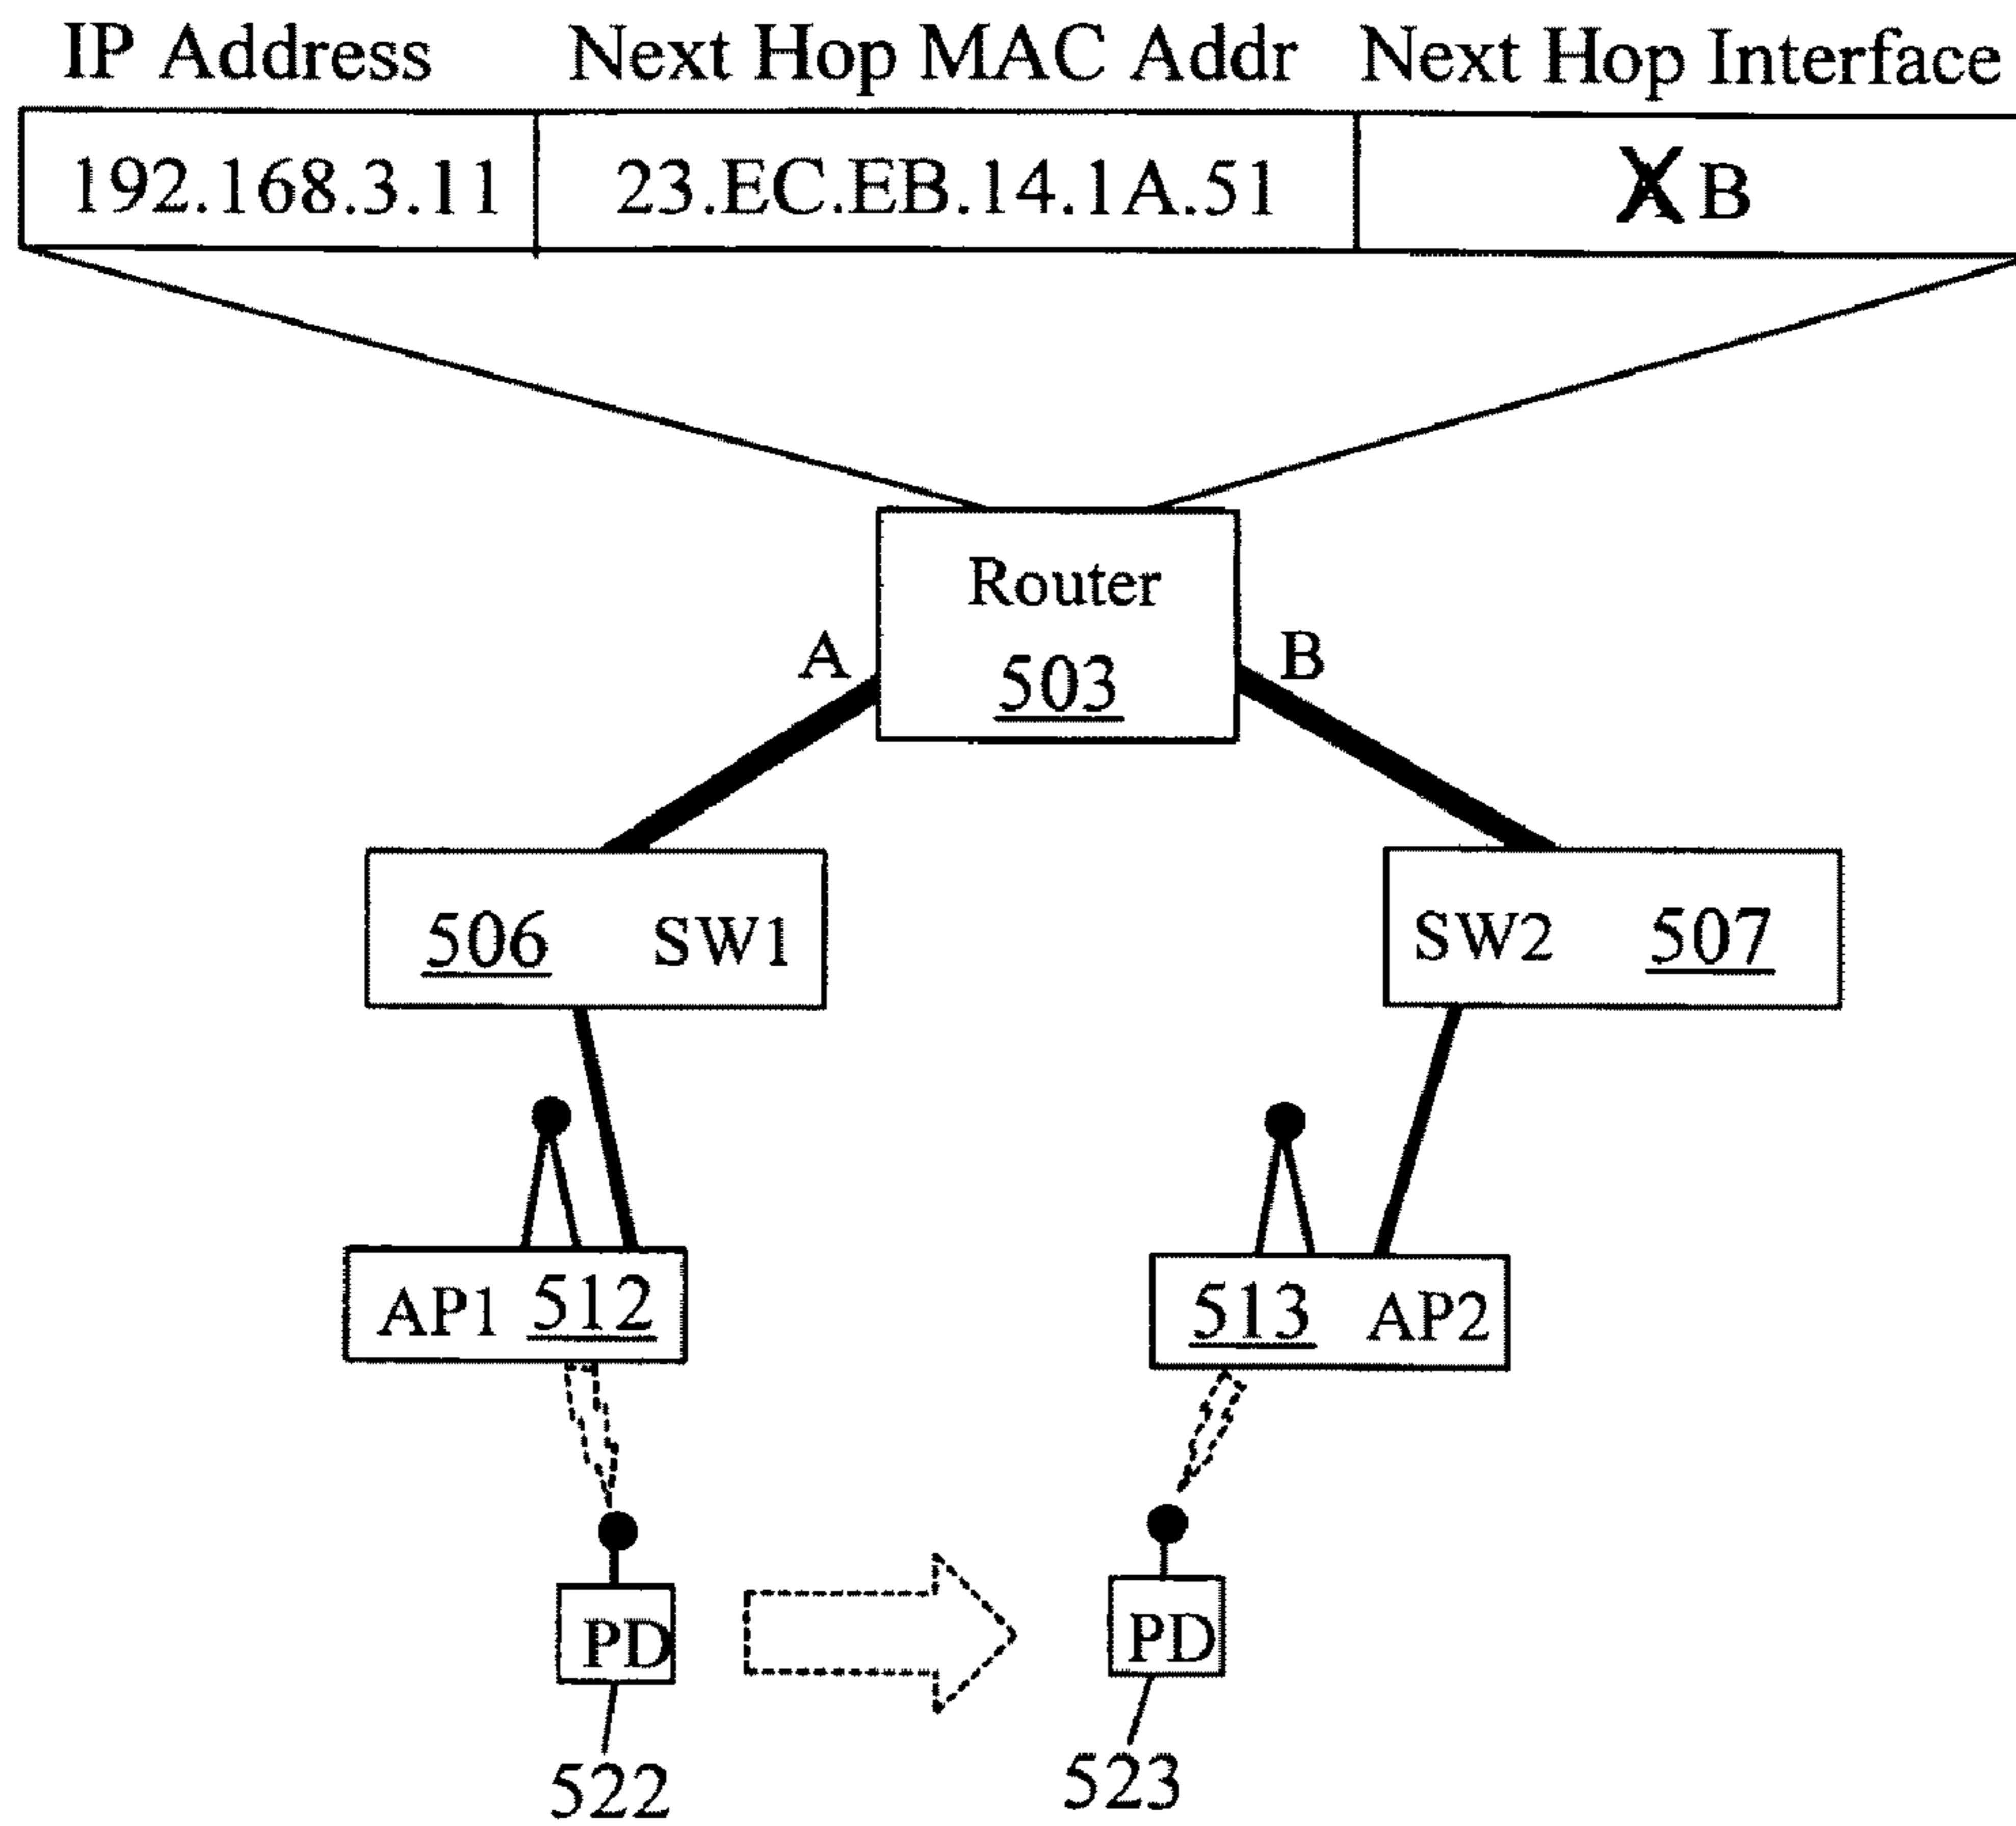 IP Address Next Hop MAC Addr Next Hop Interface
192.168.3.11 23.EC.EB.14.1A.51 A B
Router
503
A
B
506 SW1
SW2 507
AP1 512
513 AP2
PD
PD
522
523